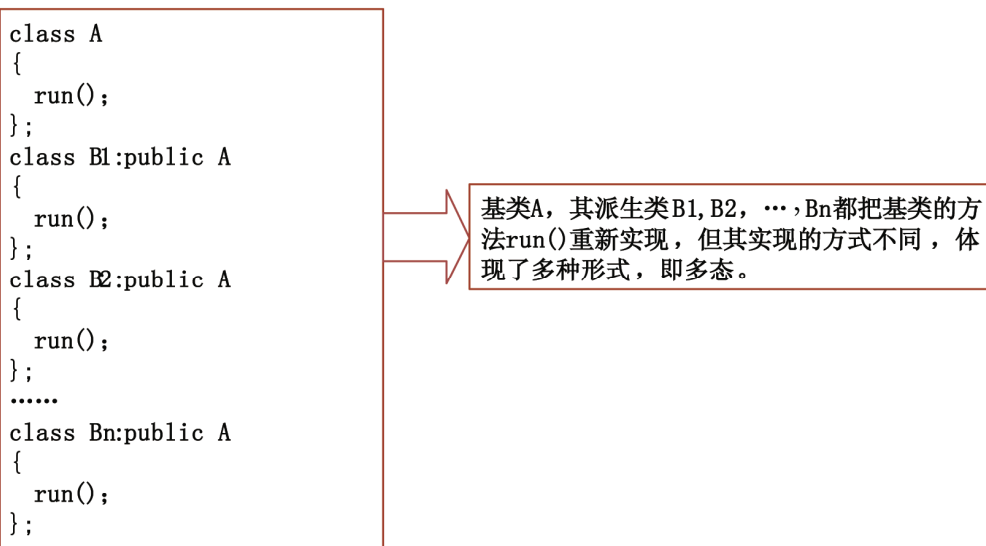 class A
{
  run();
};
class B1:public A
{
  run();
};
class B2:public A
{
  run();
};
……
class Bn:public A
{
  run();
};
基类A，其派生类B1,B2，…,Bn都把基类的方
法run()重新实现，但其实现的方式不同，体
现了多种形式，即多态。